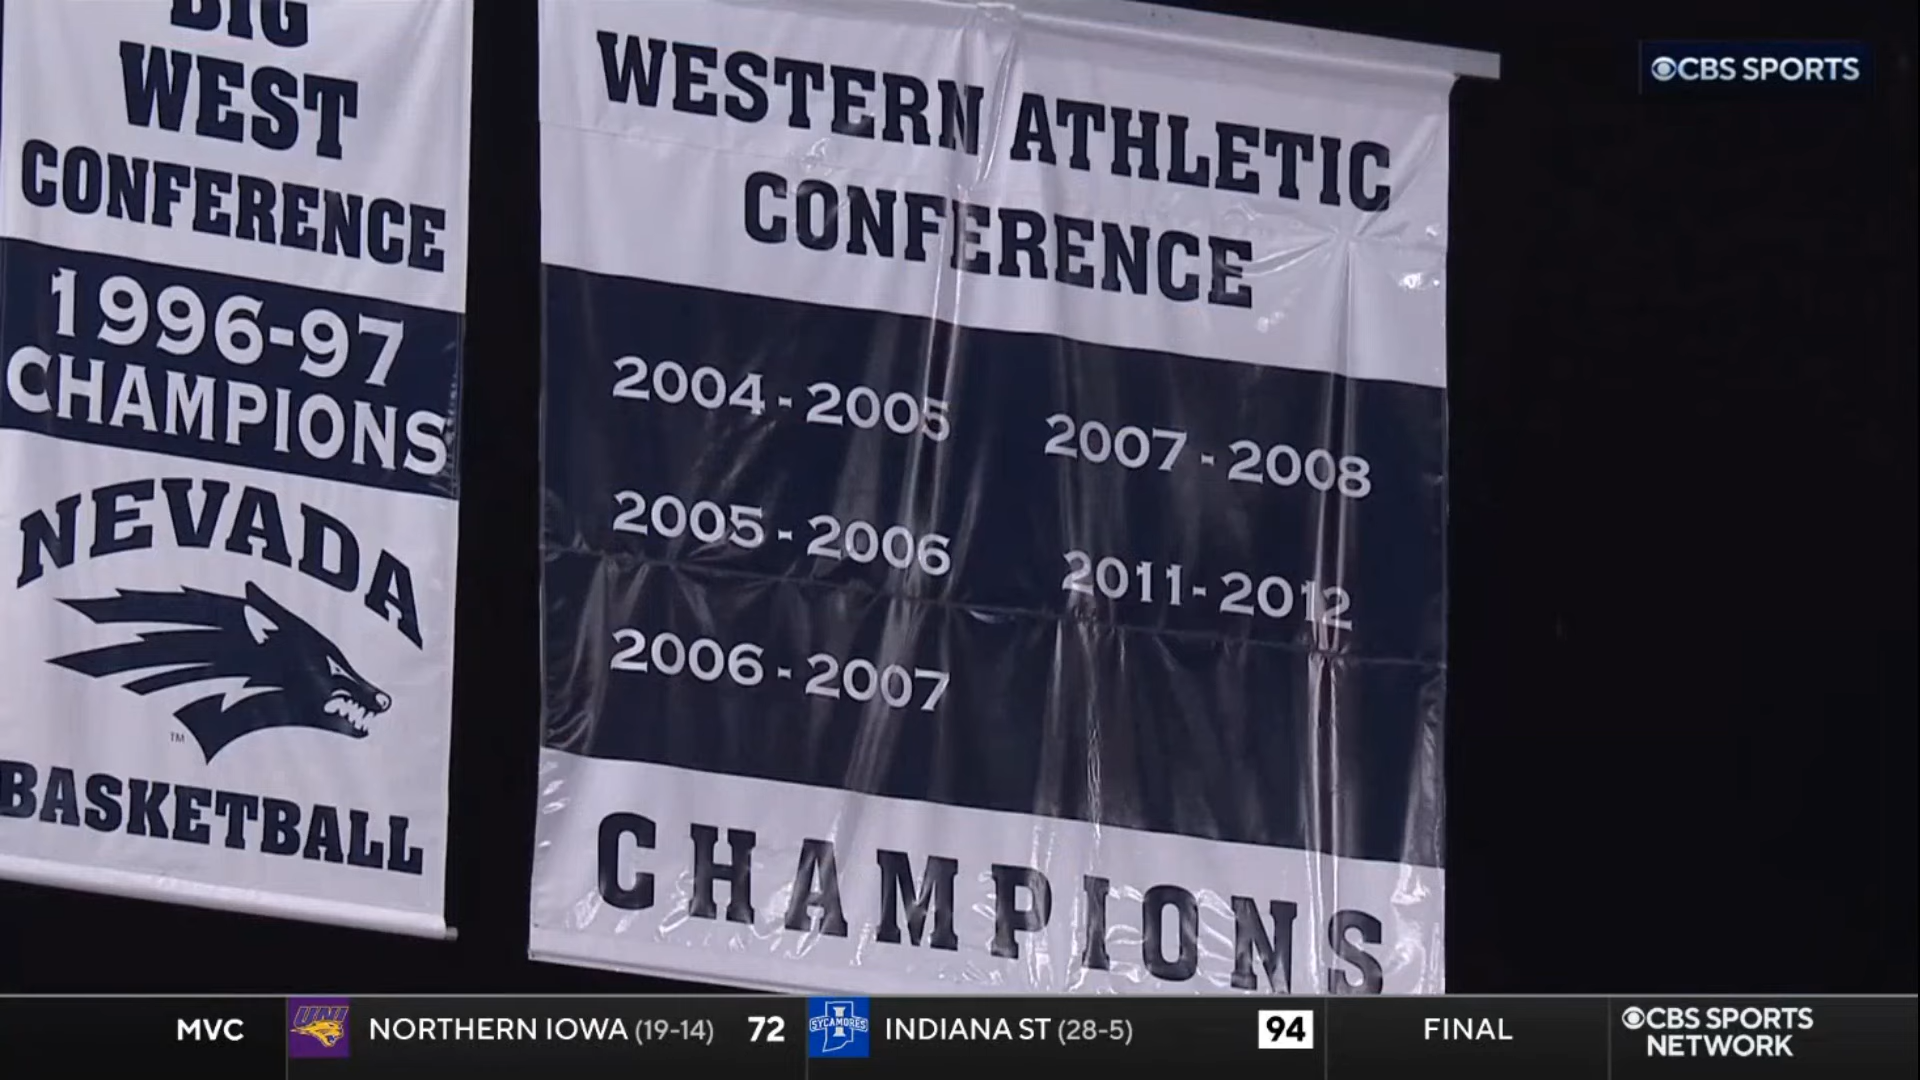 BIG
WEST
CONFERENCE
1996-97
CHAMPIONS
NEVADA
TM
BASKETBALL
WESTERN ATHLETIC
CONFERENCE
2004 - 2005
2005 - 2006
2006 - 2007
2007 - 2008
2011 - 2012
CHAMPIONS
CBS SPORTS
MVC
UNI
NORTHERN IOWA (19-14) 72
SYCAMORES
INDIANA ST (28-5) 94
FINAL
CBS SPORTS
NETWORK